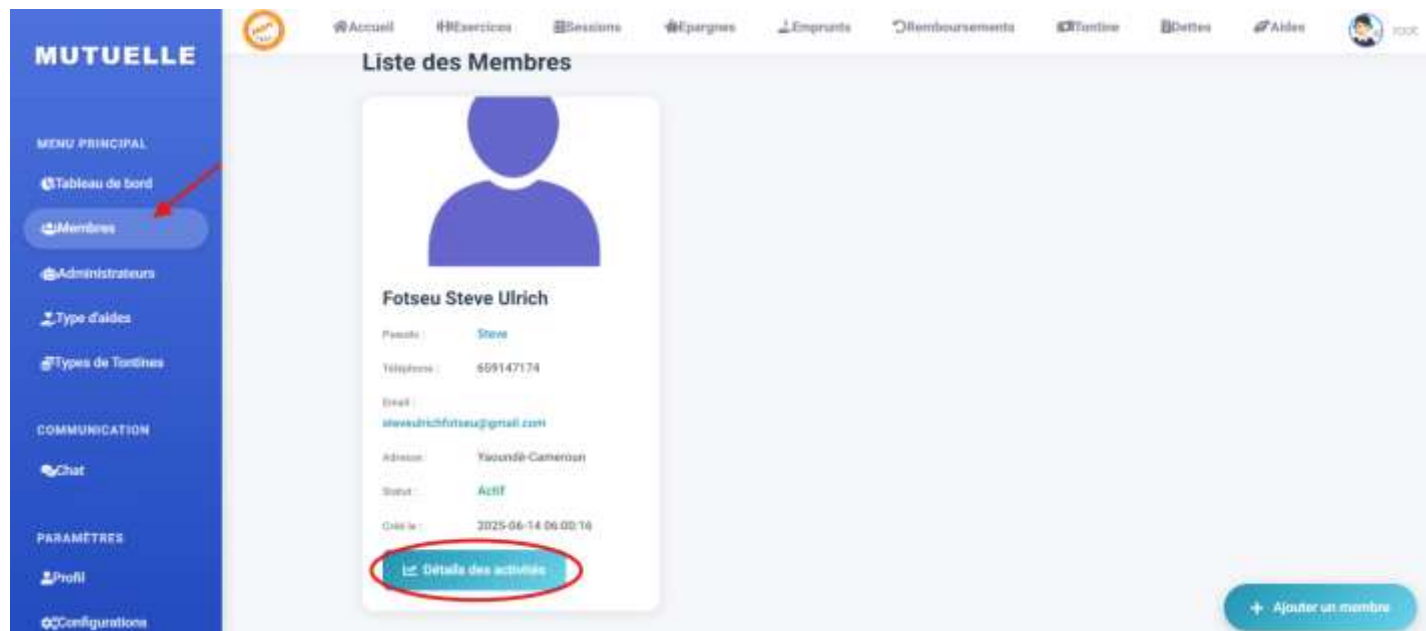 MUTUELLE
Accueil Exercices Sessions Epargnes Emprunts Remboursements Tontine Dettes Aides root
MENU PRINCIPAL
Tableau de bord
Membres
Administrateurs
Type d'aides
Types de Tontines
COMMUNICATION
Chat
PARAMÈTRES
Profil
Configurations
Liste des Membres
Fotseu Steve Ulrich
Pseudo : Steve
Téléphone : 659147174
Email :
steveulrichfotseu@gmail.com
Adresse: Yaoundé-Cameroun
Statut : Actif
Créé le : 2025-06-14 06:00:16
Détails des activités
+ Ajouter un membre